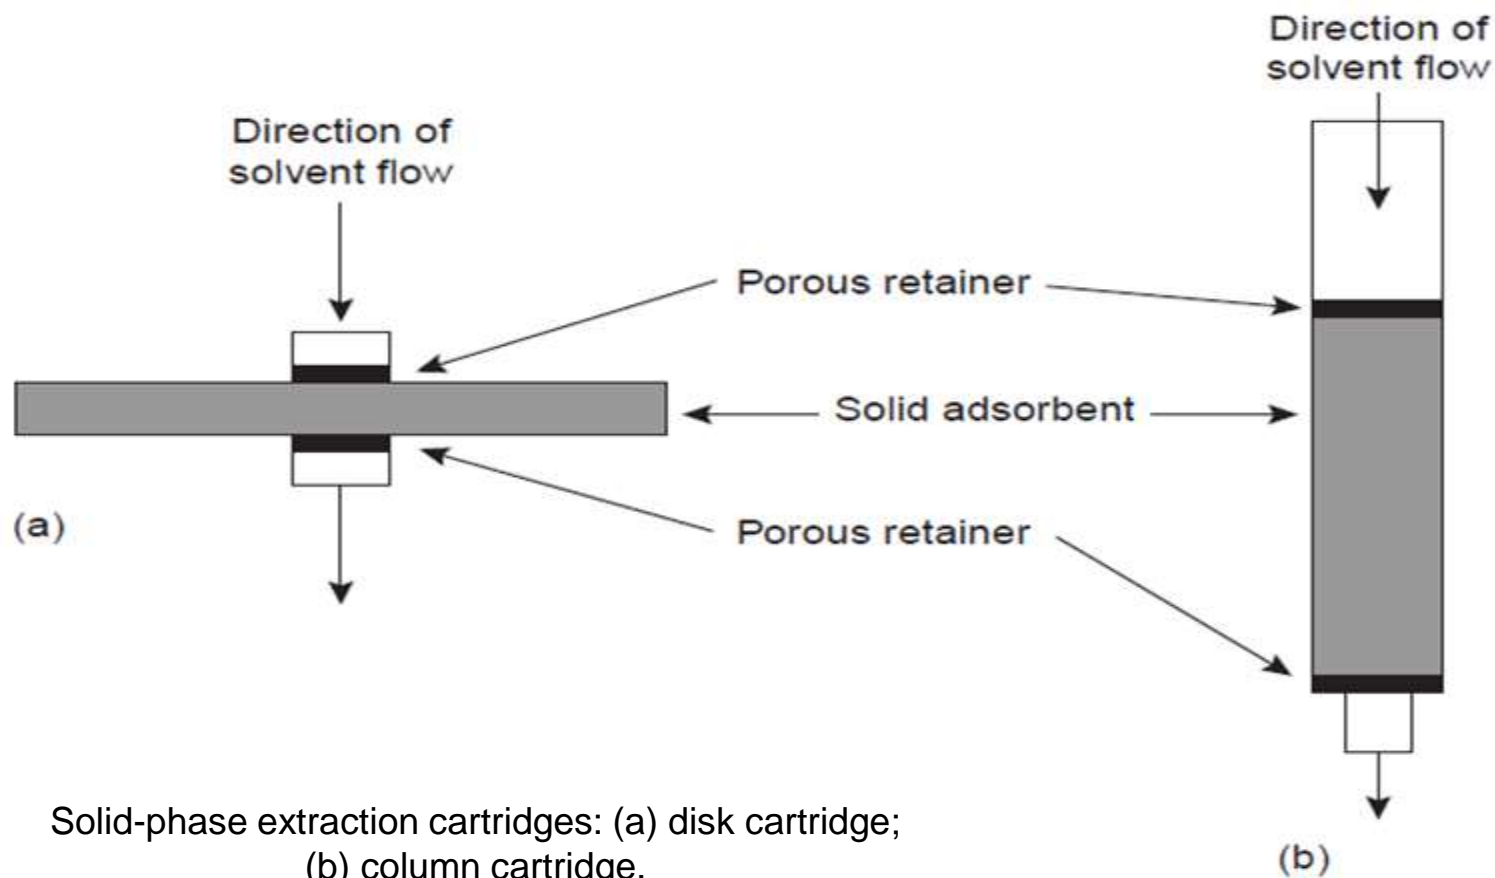 Direction of
solvent flow
Direction of
solvent flow
Porous retainer
Solid adsorbent
Porous retainer
(a)
(b)
Solid-phase extraction cartridges: (a) disk cartridge;
(b) column cartridge.